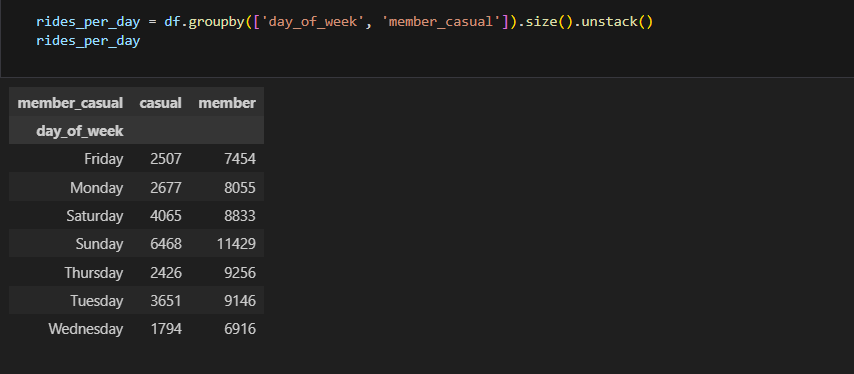 rides_per_day = df.groupby(['day_of_week', 'member_casual']).size().unstack()
rides_per_day
member_casual casual member
day_of_week
Friday 2507 7454
Monday 2677 8055
Saturday 4065 8833
Sunday 6468 11429
Thursday 2426 9256
Tuesday 3651 9146
Wednesday 1794 6916